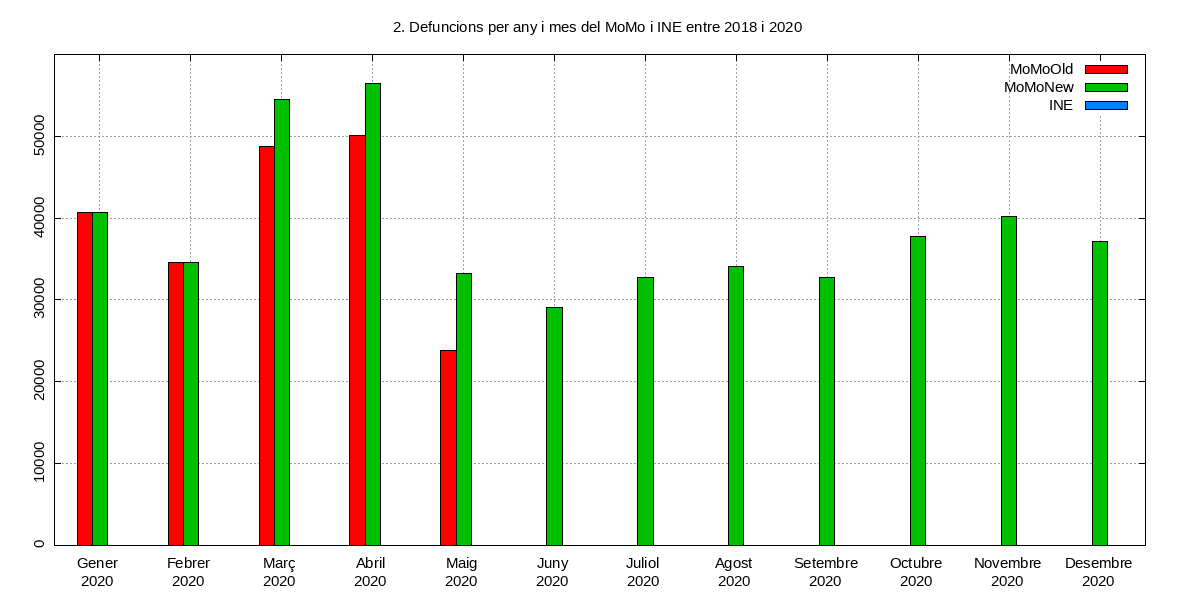 2. Defuncions per any i mes del MoMo i INE entre 2018 i 2020
MoMoOld
MoMoNew
INE
50000
40000
30000
20000
10000
0
Gener Febrer Març Abril Maig Juny Juliol Agost Setembre Octubre Novembre Desembre
2020 2020 2020 2020 2020 2020 2020 2020 2020 2020 2020 2020